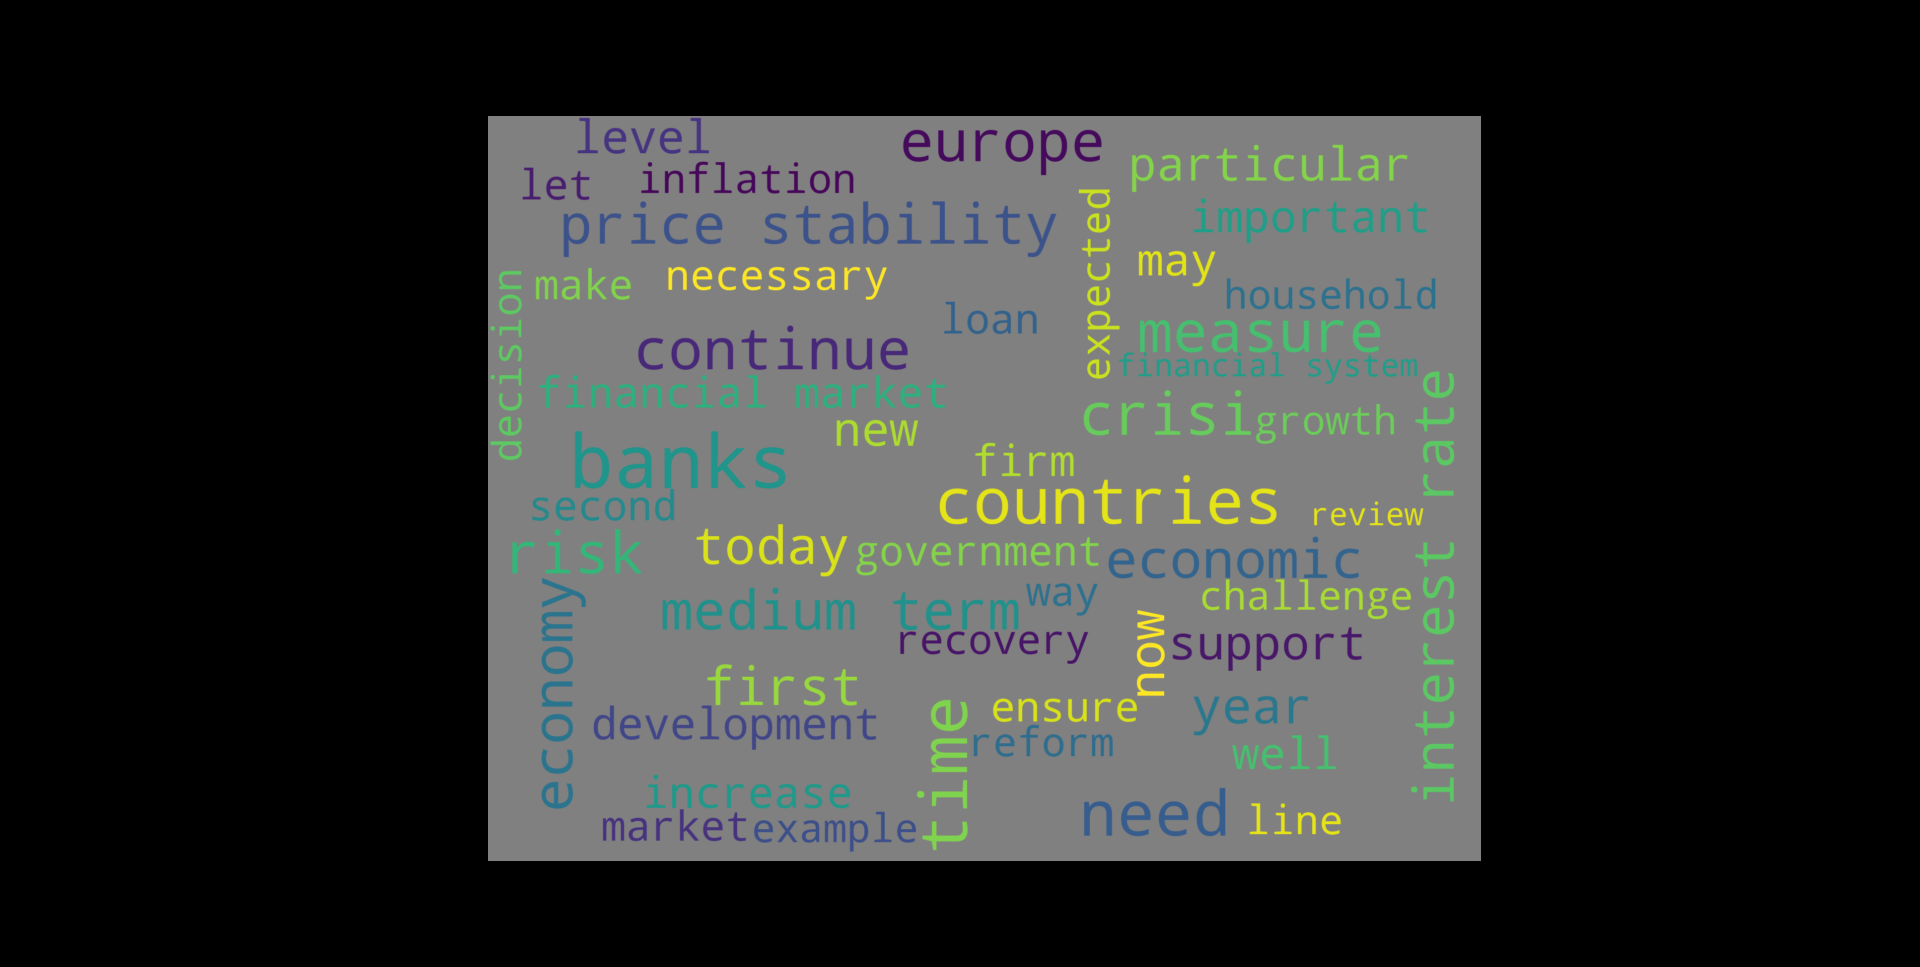 level
europe
let
inflation
particular
price stability
expected
important
decision
make
necessary
may
household
loan
measure
continue
financial system
financial market
crisi
growth
interest rate
new
banks
firm
second
countries
review
risk
today
government
economic
economy
medium term
way
challenge
recovery
now
support
first
development
time
ensure
year
reform
well
increase
market
example
need
line